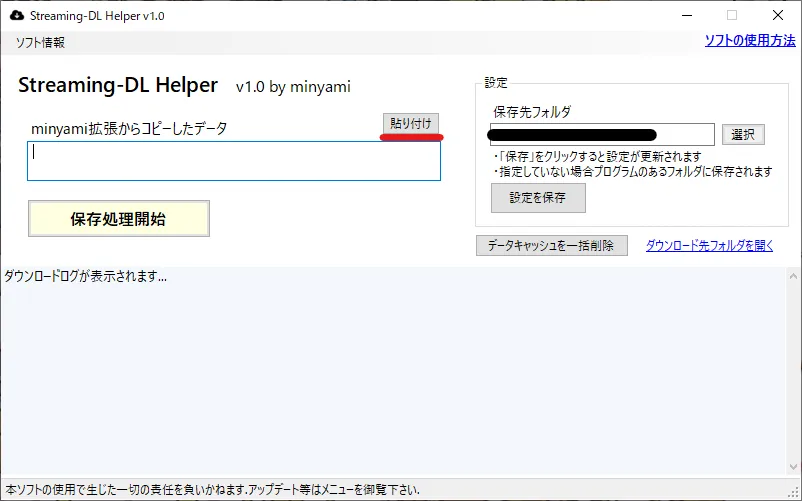 Streaming-DL Helper v1.0
ソフト情報
ソフトの使用方法
Streaming-DL Helper v1.0 by minyami
minyami拡張からコピーしたデータ
貼り付け
保存処理開始
設定
保存先フォルダ
選択
・「保存」をクリックすると設定が更新されます
・指定していない場合プログラムのあるフォルダに保存されます
設定を保存
データキャッシュを一括削除
ダウンロード先フォルダを開く
ダウンロードログが表示されます...
本ソフトの使用で生じた一切の責任を負いかねます.アップデート等はメニューを御覧下さい.